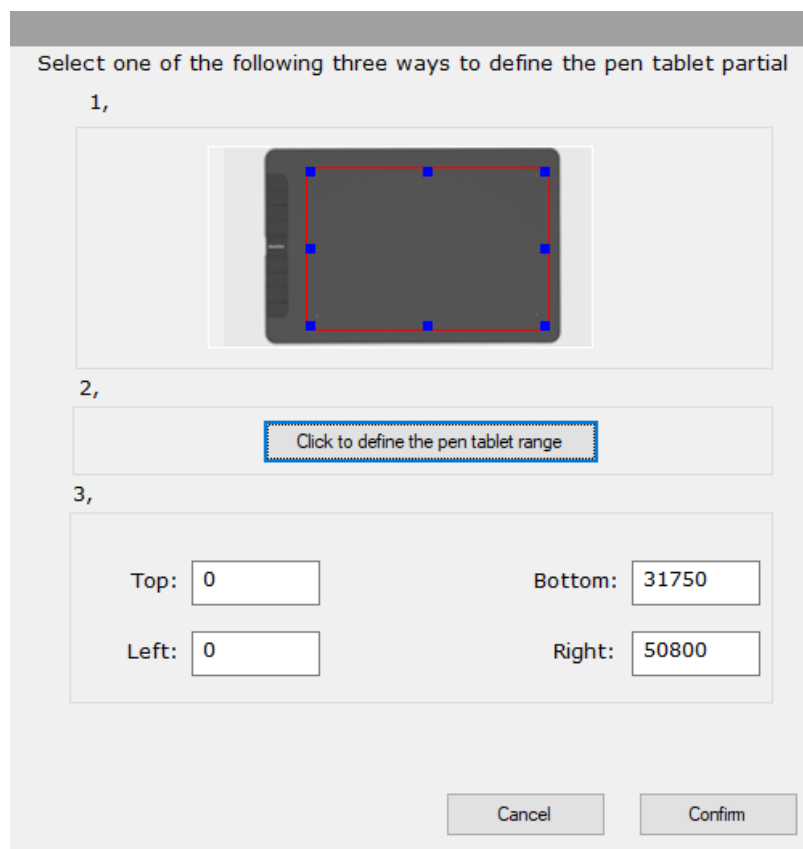 Select one of the following three ways to define the pen tablet partial
1,
2,
Click to define the pen tablet range
3,
Top: 0 Bottom: 31750
Left: 0 Right: 50800
Cancel Confirm